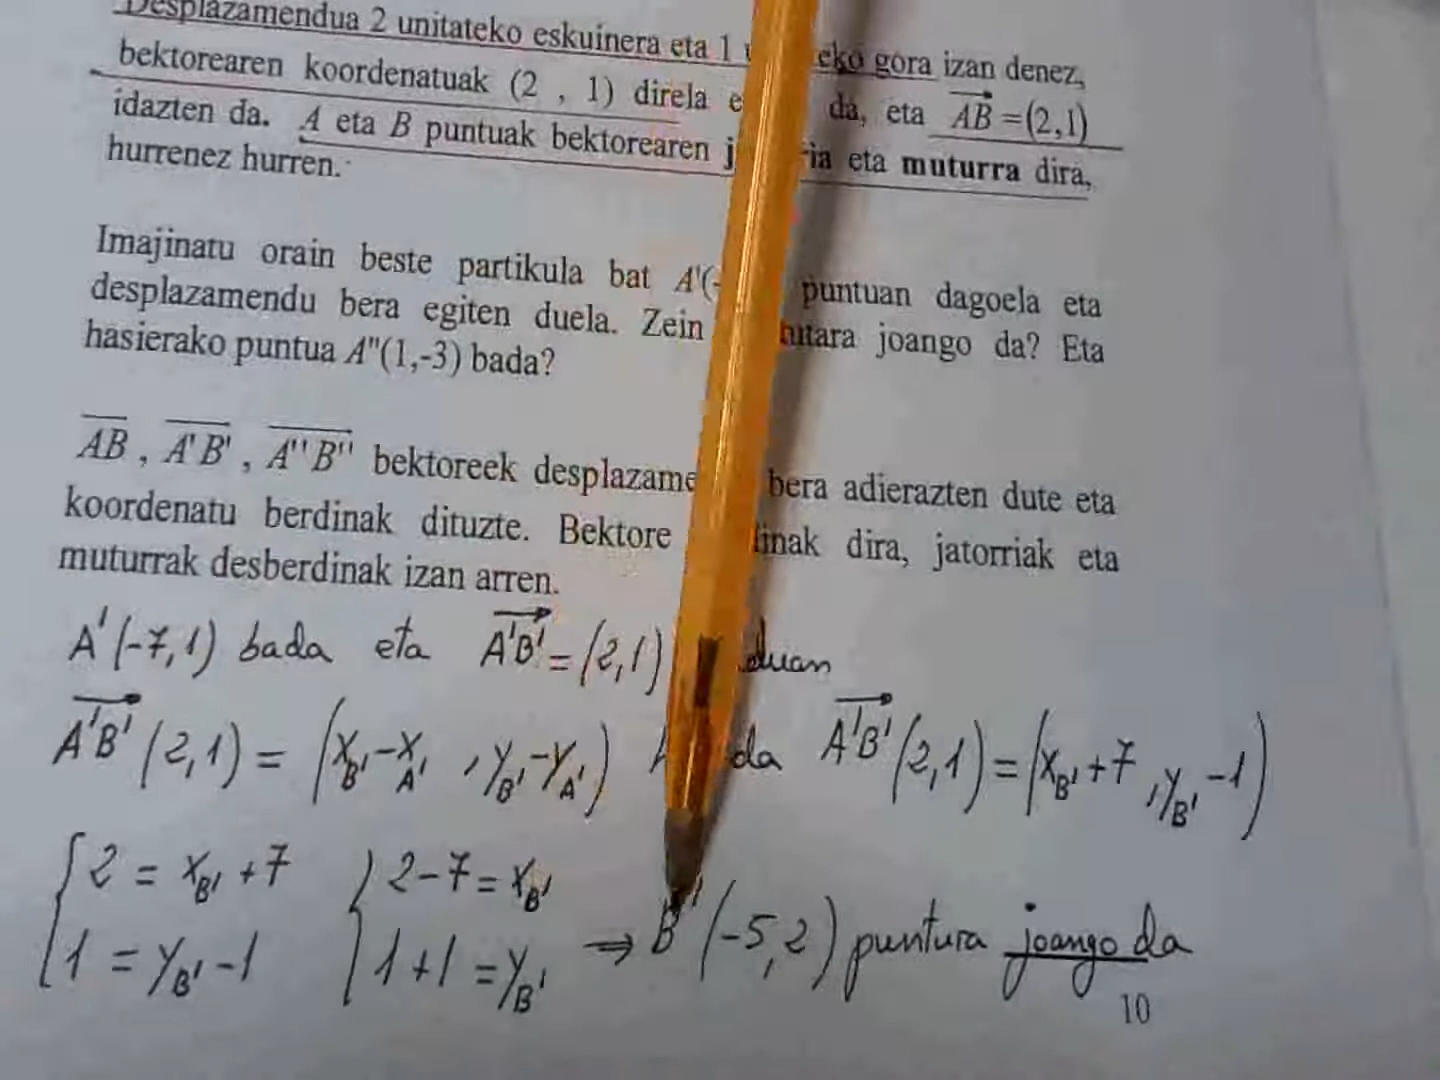 Desplazamendua 2 unitateko eskuinera eta 1 eko gora izan denez,
bektorearen koordenatuak (2 , 1) direla da, eta AB =(2,1)
idazten da. A eta B puntuak bektorearen eta muturra dira,
hurrenez hurren.
Imajinatu orain beste partikula bat A'(- puntuan dagoela eta
desplazamendu bera egiten duela. Zein joango da? Eta
hasierako puntua A"(1,-3) bada?
AB , A'B' , A''B'' bektoreek bera adierazten dute eta
koordenatu berdinak dituzte. Bektore dira, jatorriak eta
muturrak desberdinak izan arren.
A'(-7,1) bada eta A'B' = (2,1) duan
A'B' (2,1) = (xB' - xA' , yB' - yA') da A'B' (2,1) = (xB' + 7 , yB' - 1)
{ 2 = xB' + 7 { 2 - 7 = xB'
1 = yB' - 1 1 + 1 = yB' ⇒ B' (-5,2) puntura joango da
10